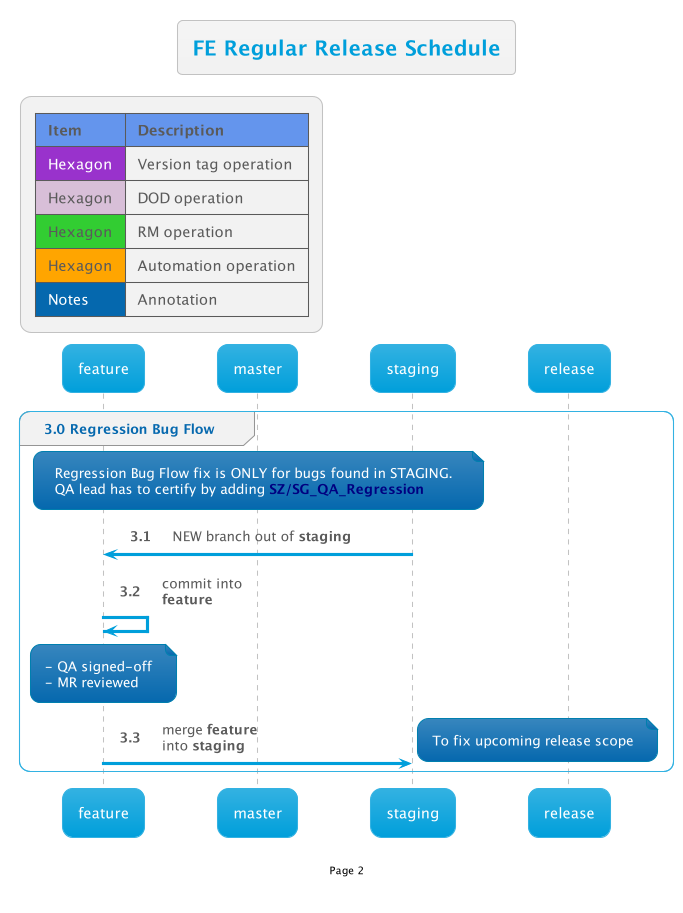 FE Regular Release Schedule
Item Description
Hexagon Version tag operation
Hexagon DOD operation
Hexagon RM operation
Hexagon Automation operation
Notes Annotation
feature master staging release
3.0 Regression Bug Flow
Regression Bug Flow fix is ONLY for bugs found in STAGING.
QA lead has to certify by adding SZ/SG_QA_Regression
3.1 NEW branch out of staging
3.2 commit into
feature
- QA signed-off
- MR reviewed
3.3 merge feature
into staging
To fix upcoming release scope
feature master staging release
Page 2